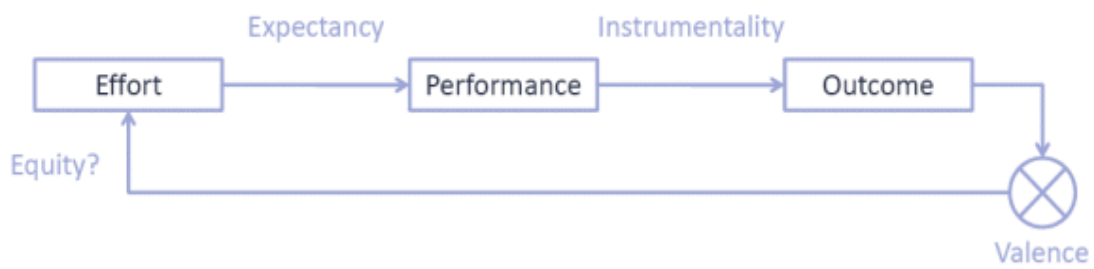 Expectancy
Instrumentality
Effort
Performance
Outcome
Equity?
Valence